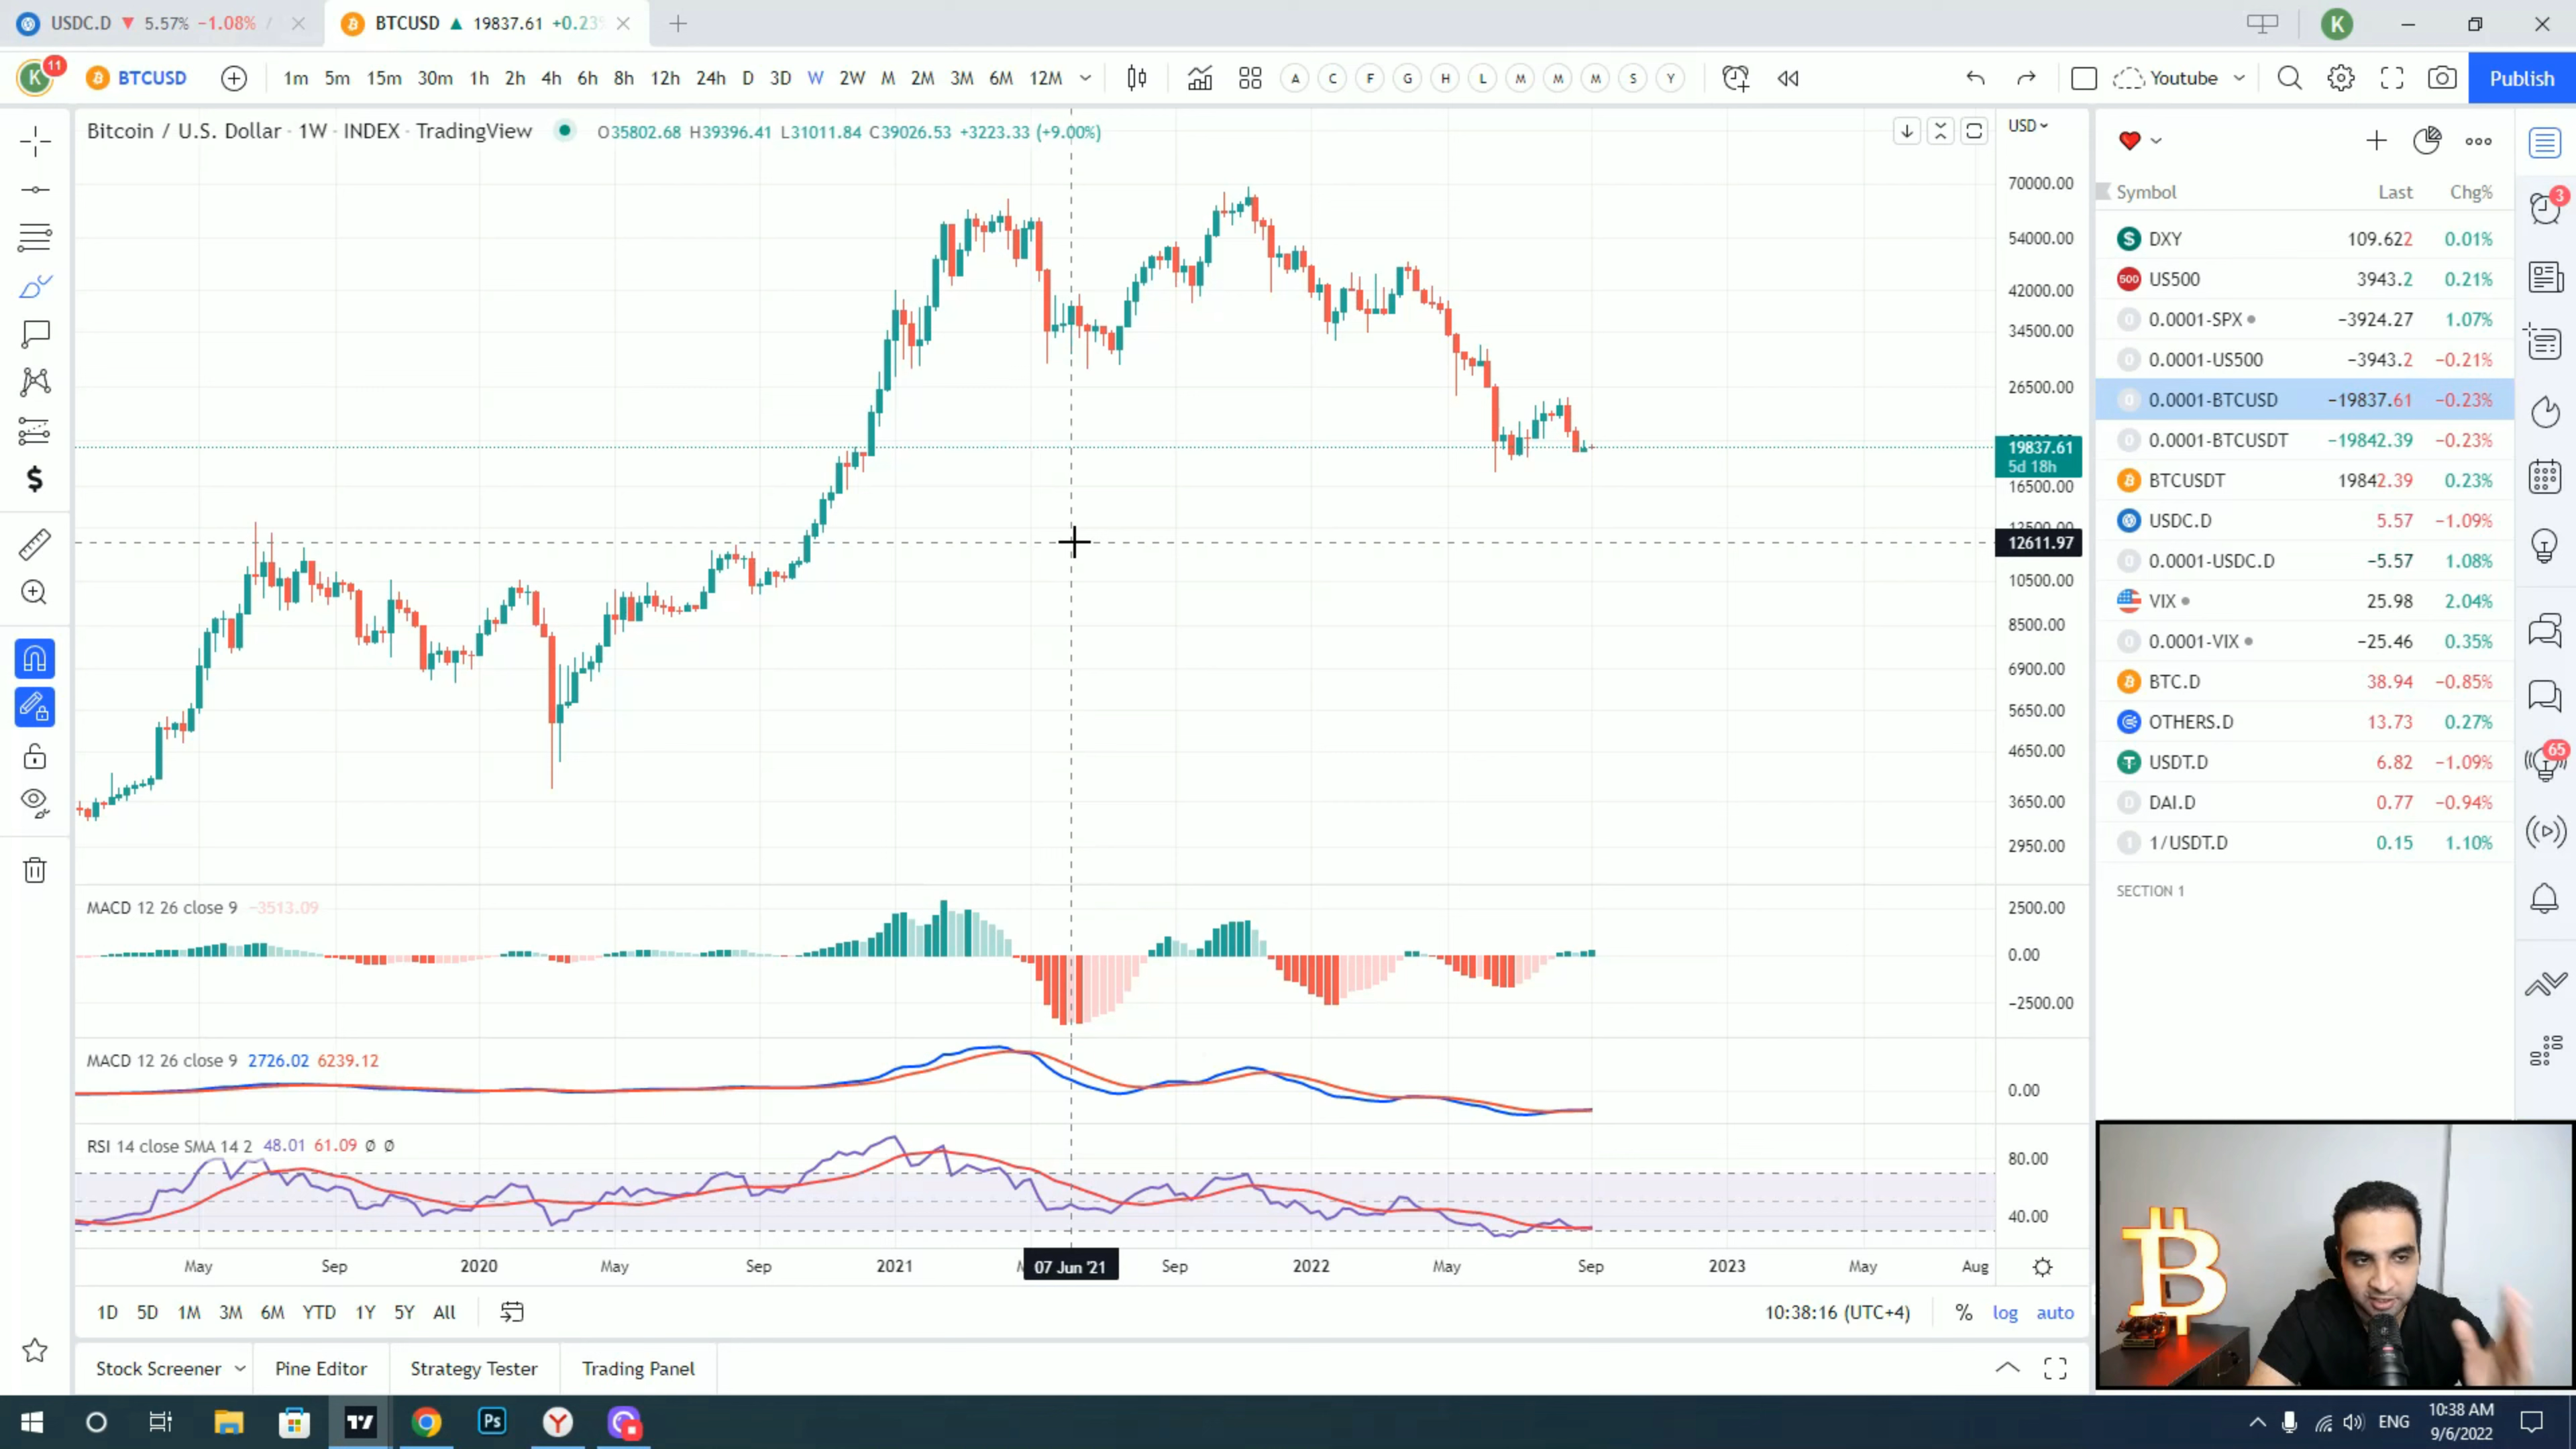 USDC.D ▼ 5.57% −1.08% /
BTCUSD ▲ 19837.61 +0.23
K
K 11 BTCUSD 1m 5m 15m 30m 1h 2h 4h 6h 8h 12h 24h D 3D W 2W M 2M 3M 6M 12M A C F G H L M M M S Y Youtube Publish
Bitcoin / U.S. Dollar · 1W · INDEX · TradingView O35802.68 H39396.41 L31011.84 C39026.53 +3223.33 (+9.00%)
USD
70000.00
54000.00
42000.00
34500.00
26500.00
19837.61
5d 18h
16500.00
12611.97
10500.00
8500.00
6900.00
5650.00
4650.00
3650.00
2950.00
MACD 12 26 close 9 −3513.09
2500.00
0.00
−2500.00
MACD 12 26 close 9 2726.02 6239.12
0.00
RSI 14 close SMA 14 2 48.01 61.09 Ø Ø
80.00
40.00
May Sep 2020 May Sep 2021 07 Jun '21 Sep 2022 May Sep 2023 May Aug
1D 5D 1M 3M 6M YTD 1Y 5Y All
10:38:16 (UTC+4) % log auto
Stock Screener Pine Editor Strategy Tester Trading Panel
Symbol Last Chg%
DXY 109.622 0.01%
500 US500 3943.2 0.21%
0.0001-SPX −3924.27 1.07%
0.0001-US500 −3943.2 −0.21%
0.0001-BTCUSD −19837.61 −0.23%
0.0001-BTCUSDT −19842.39 −0.23%
BTCUSDT 19842.39 0.23%
USDC.D 5.57 −1.09%
0.0001-USDC.D −5.57 1.08%
VIX 25.98 2.04%
0.0001-VIX −25.46 0.35%
BTC.D 38.94 −0.85%
OTHERS.D 13.73 0.27%
USDT.D 6.82 −1.09%
DAI.D 0.77 −0.94%
1/USDT.D 0.15 1.10%
SECTION 1
3
65
Ps
ENG
10:38 AM
9/6/2022